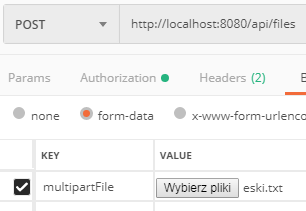 POST http://localhost:8080/api/files
Params Authorization Headers (2) B
none form-data x-www-form-urlenco
KEY VALUE
multipartFile Wybierz pliki eski.txt